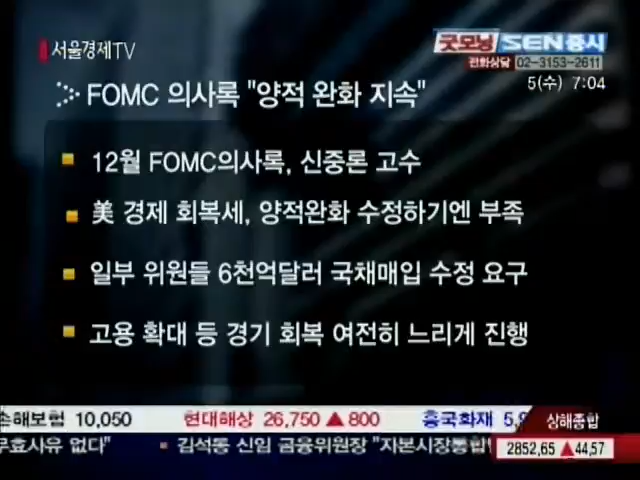 서울경제TV
굿모닝 SEN증시
전화상담 02-3153-2611
5(수) 7:04
FOMC 의사록 "양적 완화 지속"
12월 FOMC의사록, 신중론 고수
美 경제 회복세, 양적완화 수정하기엔 부족
일부 위원들 6천억달러 국채매입 수정 요구
고용 확대 등 경기 회복 여전히 느리게 진행
손해보험 10,050 현대해상 26,750 ▲800 흥국화재 상해종합
무효사유 없다" 김석동 신임 금융위원장 "자본시장통합 2852,65 ▲44,57